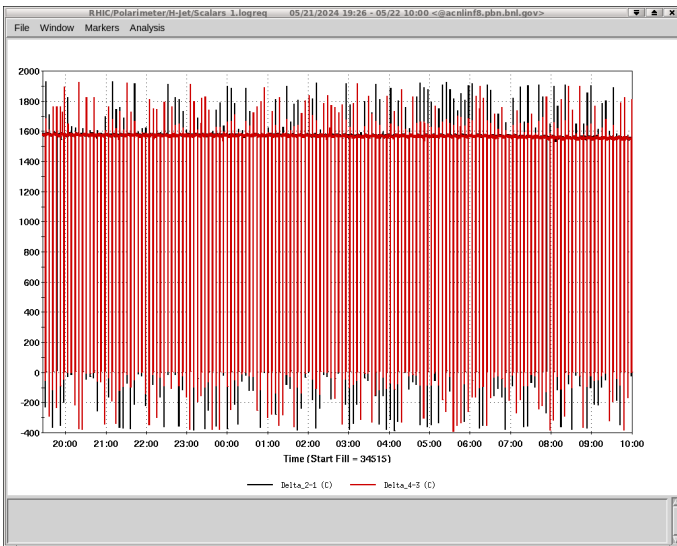 RHIC/Polarimeter/H-Jet/Scalars 1.logreq 05/21/2024 19:26 - 05/22 10:00 <@acnlinf8.pbn.bnl.gov>
File Window Markers Analysis
2000
1800
1600
1400
1200
1000
800
600
400
200
0
-200
-400
20:00 21:00 22:00 23:00 00:00 01:00 02:00 03:00 04:00 05:00 06:00 07:00 08:00 09:00 10:00
Time (Start Fill = 34515)
Delta_2-1 (C) Delta_4-3 (C)